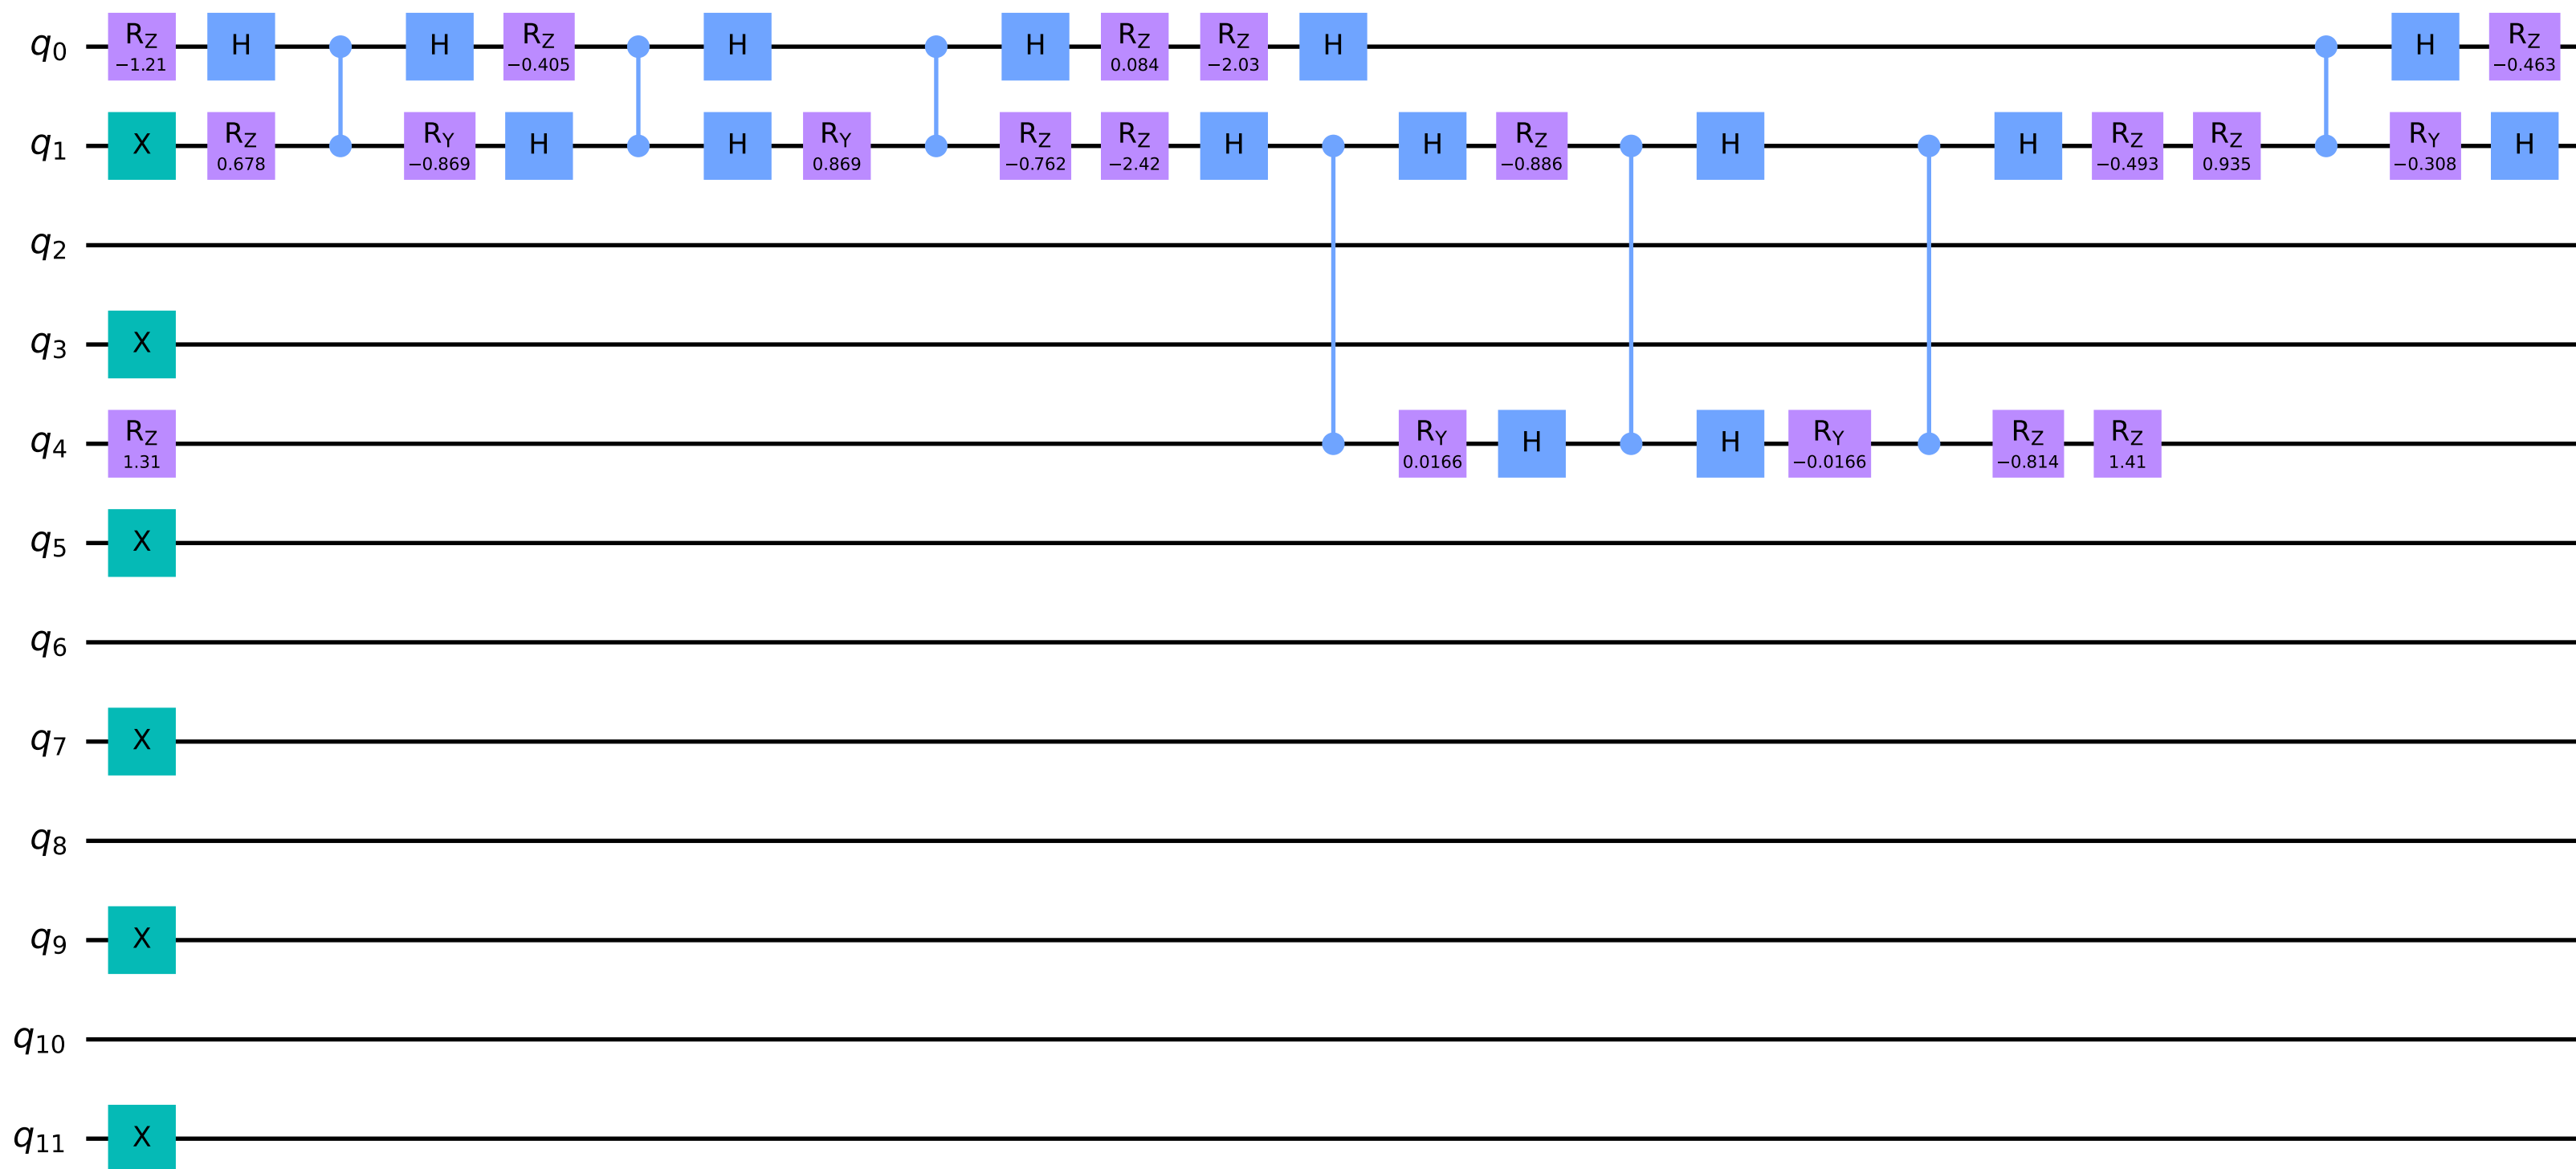 q0 RZ −1.21 H H RZ −0.405 H H RZ 0.084 RZ −2.03 H H RZ −0.463
q1 X RZ 0.678 RY −0.869 H H RY 0.869 RZ −0.762 RZ −2.42 H H RZ −0.886 H H RZ −0.493 RZ 0.935 RY −0.308 H
q2
q3 X
q4 RZ 1.31 RY 0.0166 H H RY −0.0166 RZ −0.814 RZ 1.41
q5 X
q6
q7 X
q8
q9 X
q10
q11 X